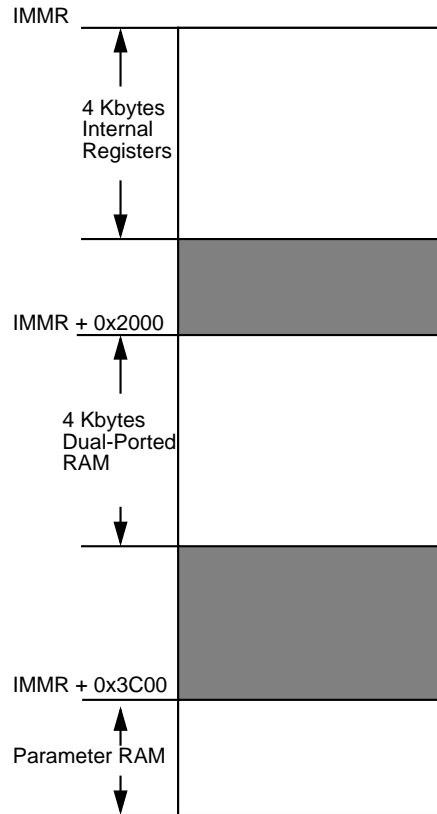 IMMR
4 Kbytes
Internal
Registers
IMMR + 0x2000
4 Kbytes
Dual-Ported
RAM
IMMR + 0x3C00
Parameter RAM